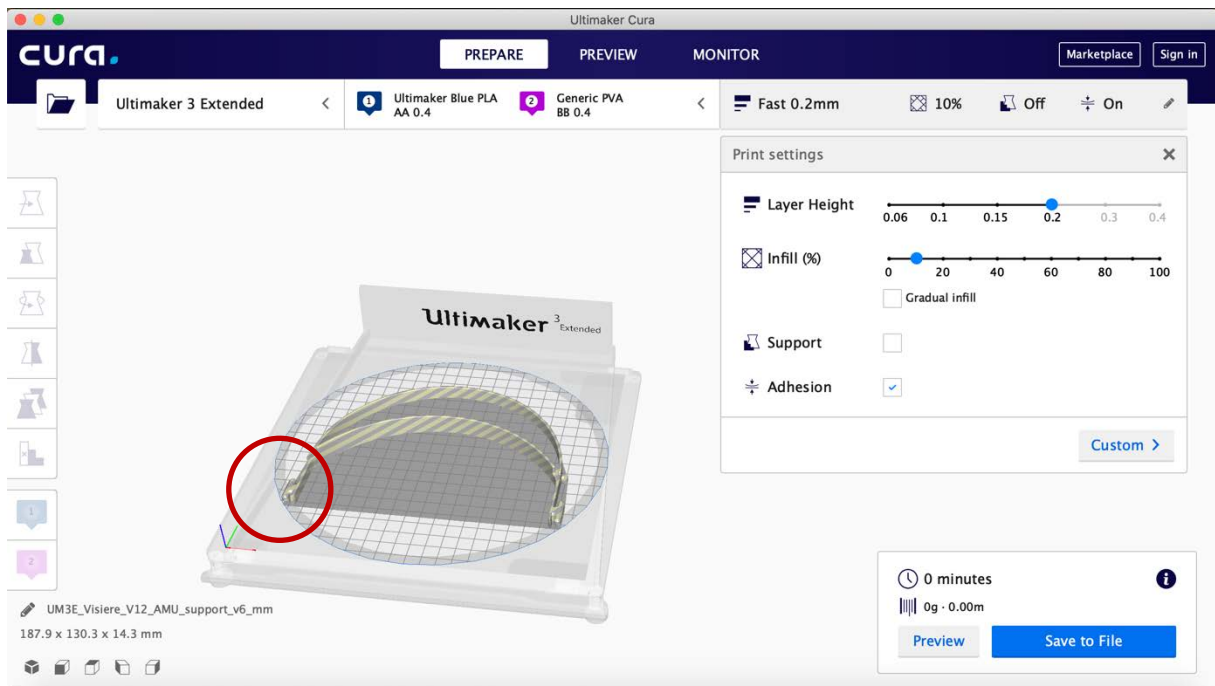 Ultimaker Cura
cura.
PREPARE PREVIEW MONITOR Marketplace Sign in
Ultimaker 3 Extended
1 Ultimaker Blue PLA
AA 0.4
2 Generic PVA
BB 0.4
Fast 0.2mm 10% Off On
Print settings
Layer Height
0.06 0.1 0.15 0.2 0.3 0.4
Infill (%)
0 20 40 60 80 100
Gradual infill
Support
Adhesion
Custom
Ultimaker 3 Extended
1
2
UM3E_Visiere_V12_AMU_support_v6_mm
187.9 x 130.3 x 14.3 mm
0 minutes
0g · 0.00m
Preview Save to File